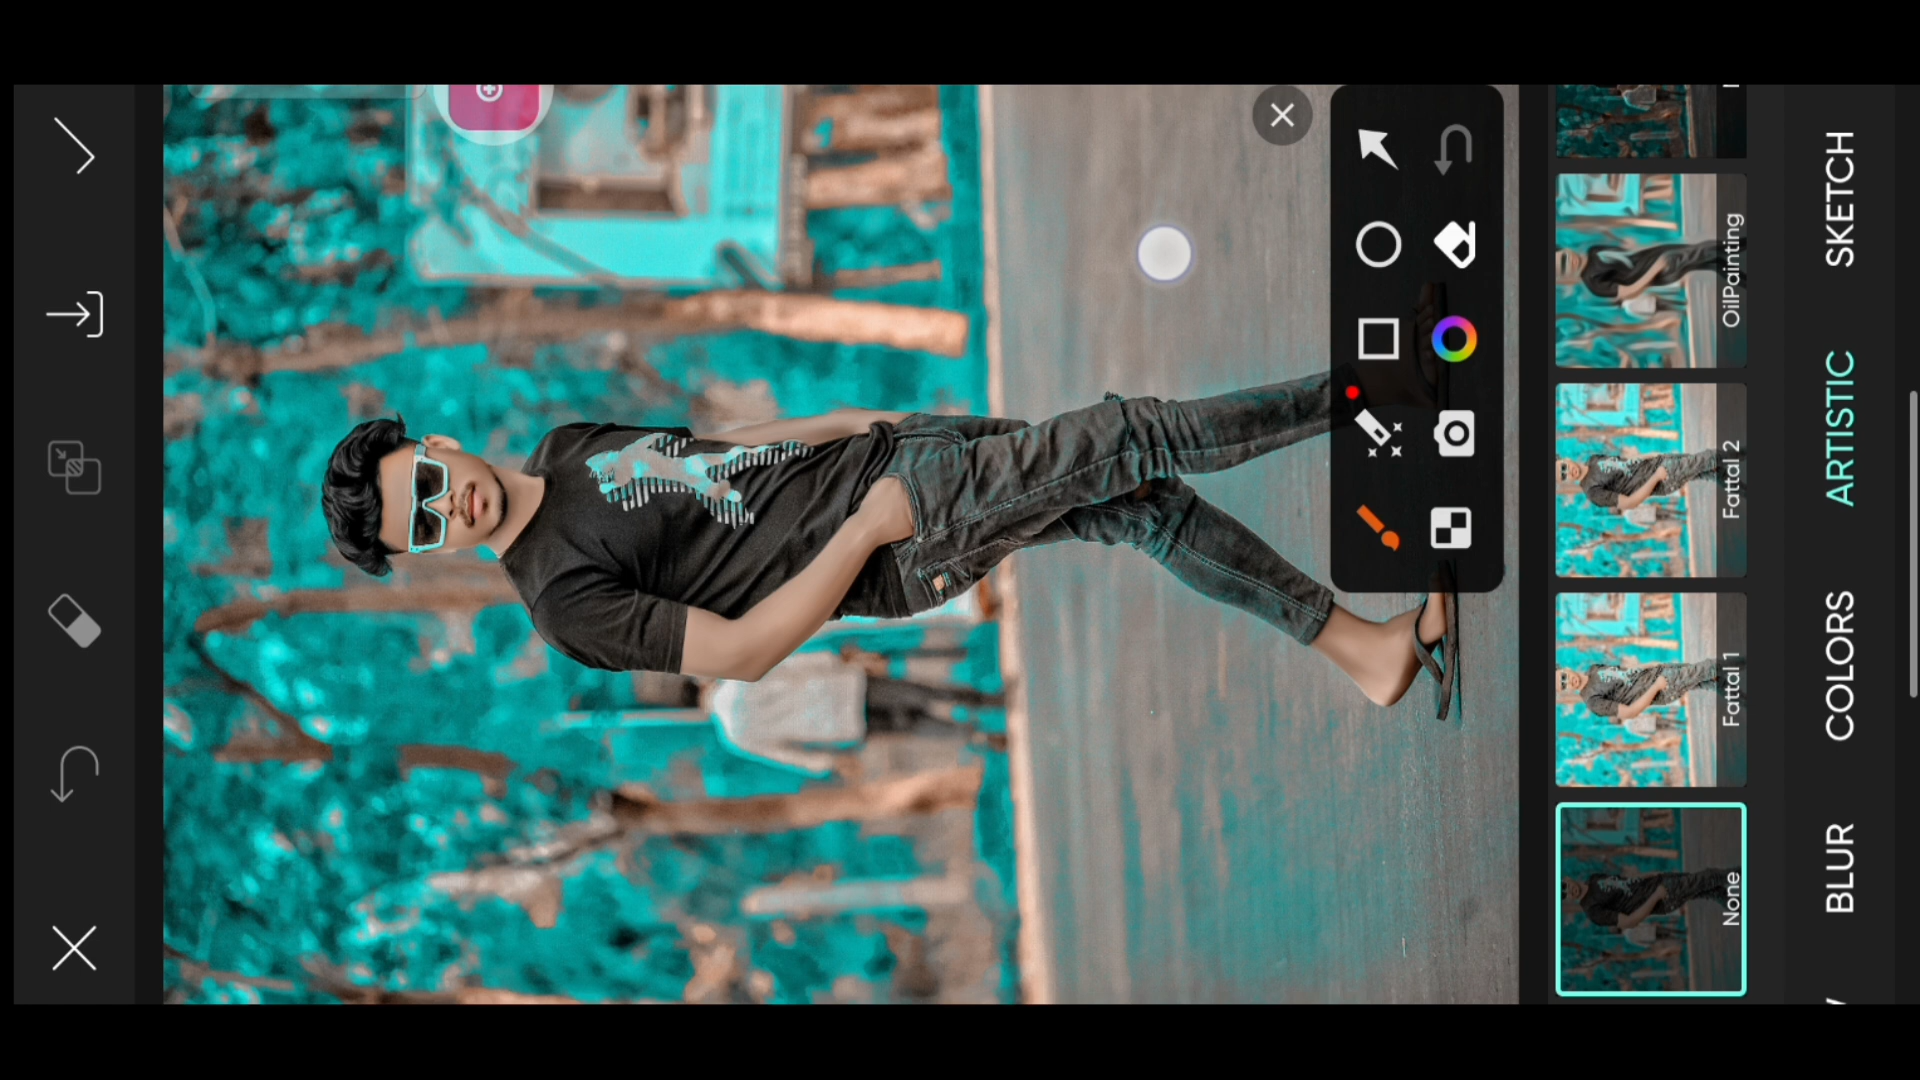 None
Fattal 1
Fattal 2
OilPainting
BLUR
COLORS
ARTISTIC
SKETCH